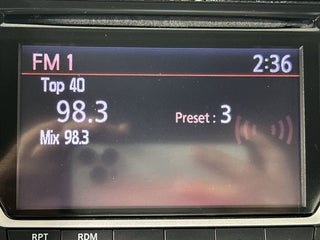 FM 1 2:36
Top 40
98.3 Preset : 3
Mix 98.3
RPT RDM